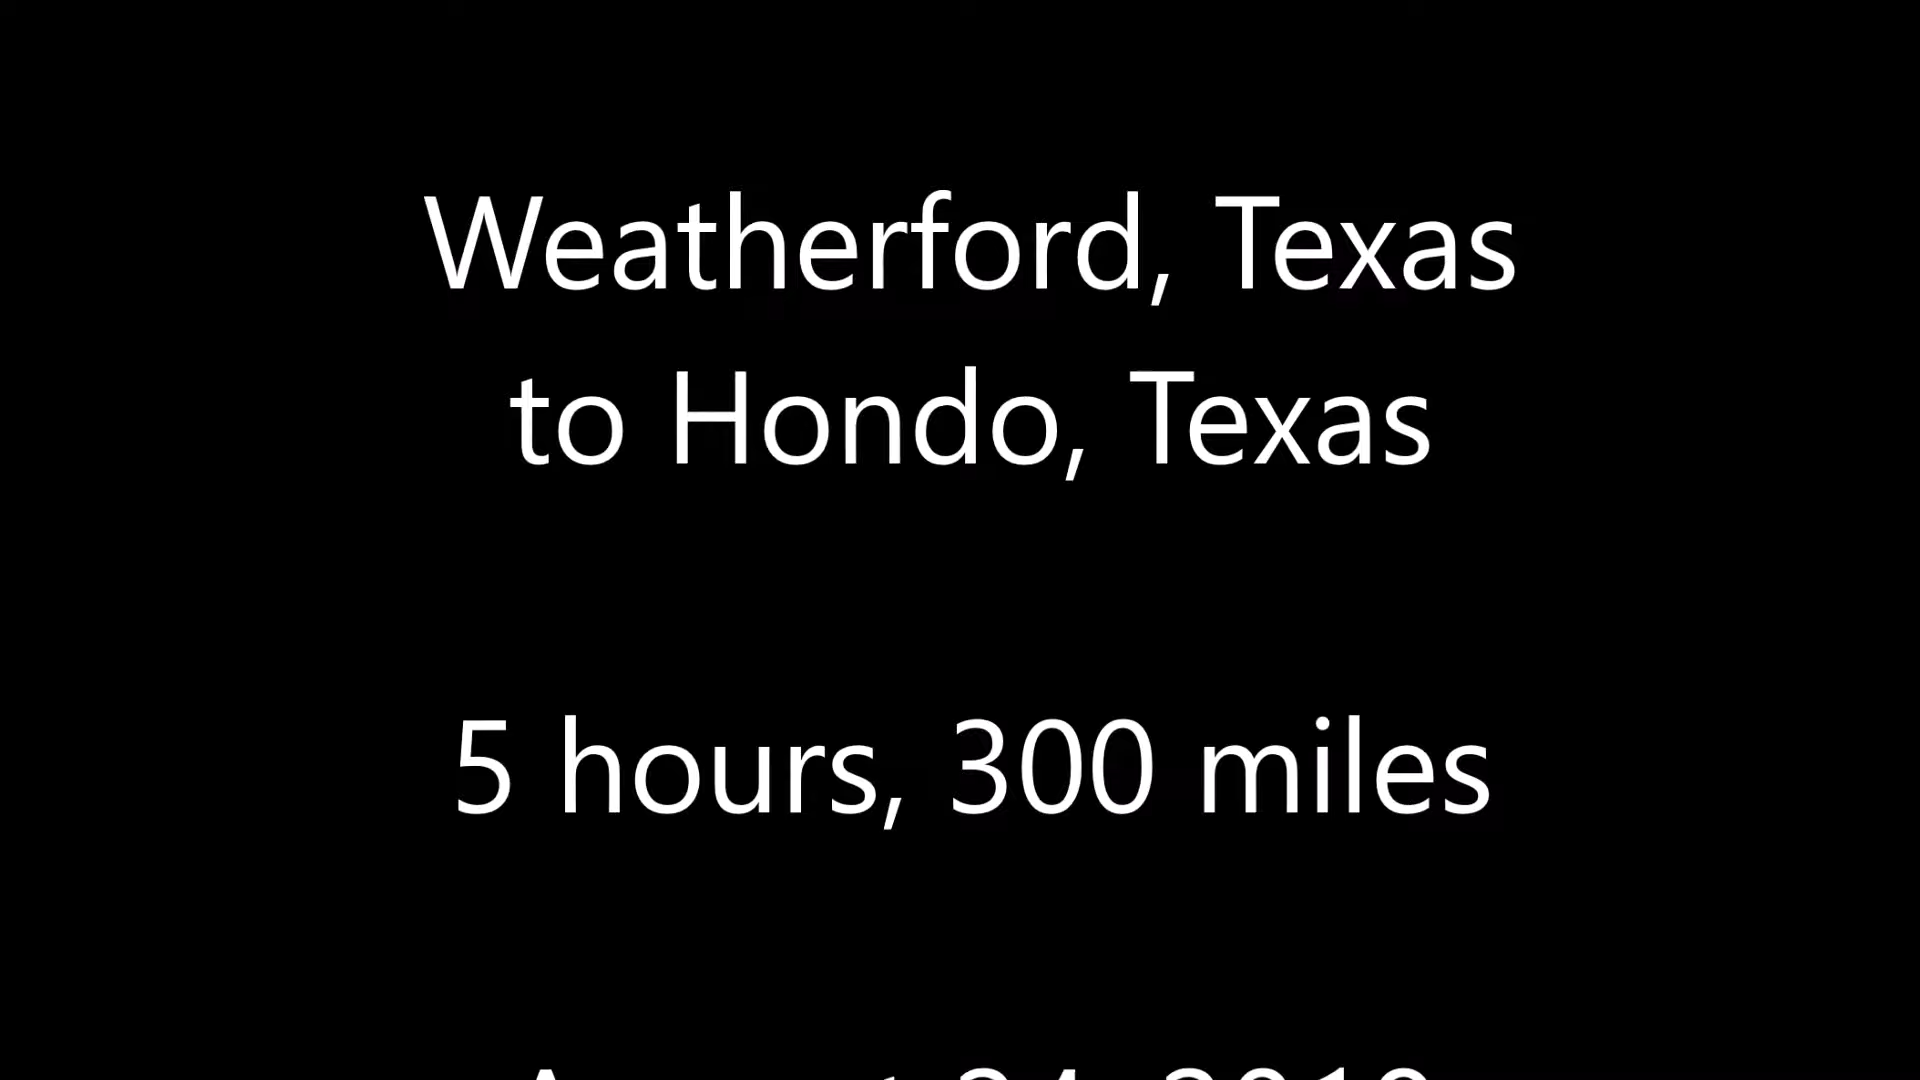 Weatherford, Texas
to Hondo, Texas
5 hours, 300 miles